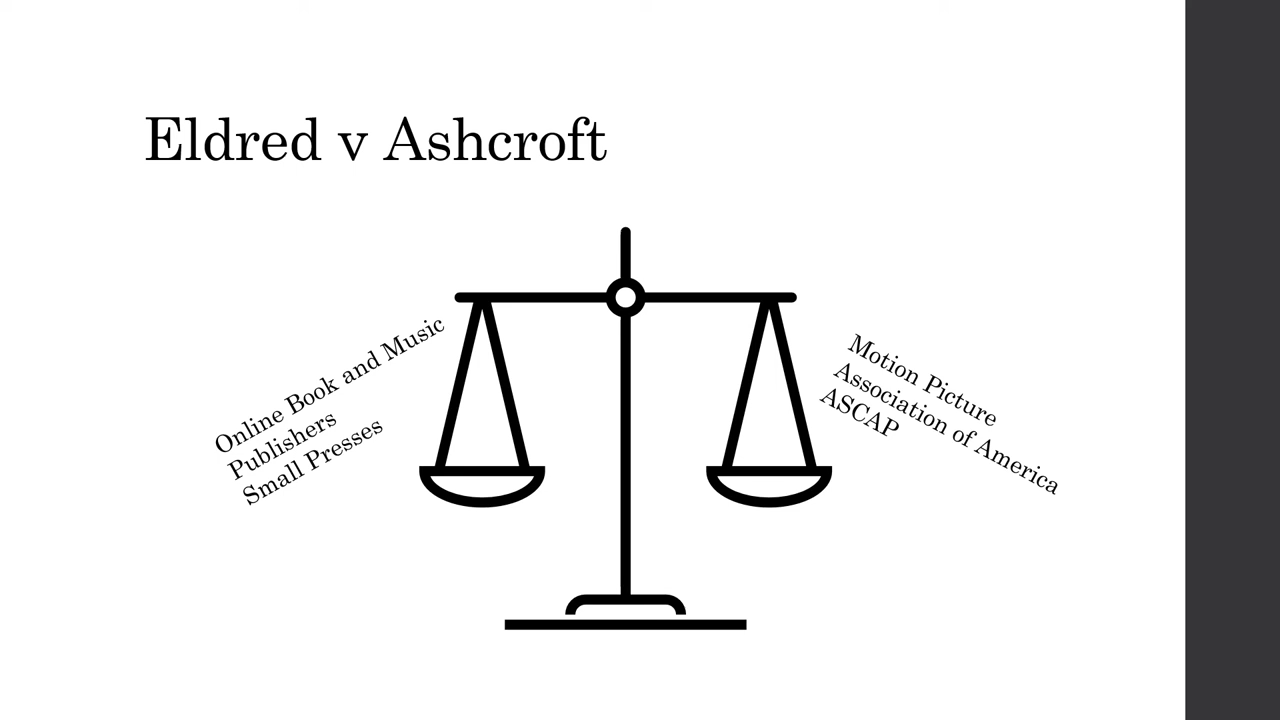 Eldred v Ashcroft
Online Book and Music
Publishers
Small Presses
Motion Picture
Association of America
ASCAP